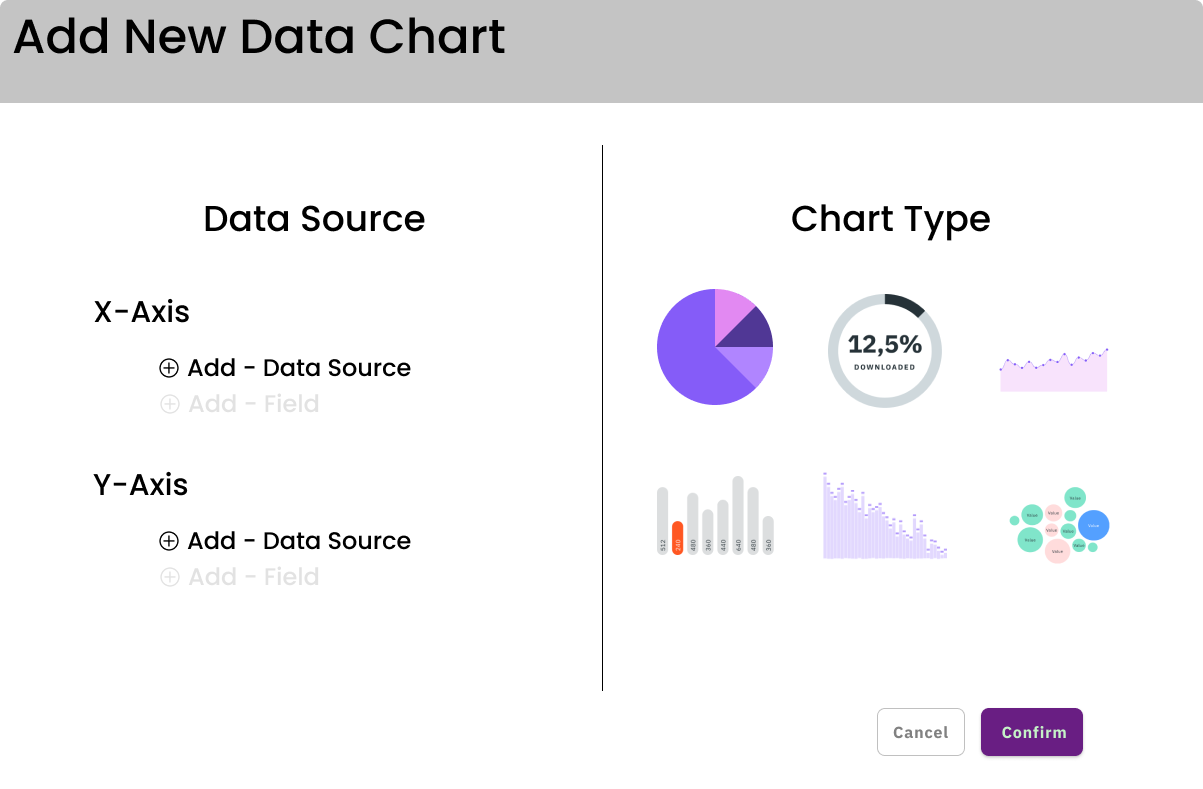 Add New Data Chart
Data Source
X-Axis
Add - Data Source
Add - Field
Y-Axis
Add - Data Source
Add - Field
Chart Type
12,5%
DOWNLOADED
512
240
480
360
440
640
480
360
Value
Value
Value
Value
Value
Value
Value
Value
Value
Cancel
Confirm